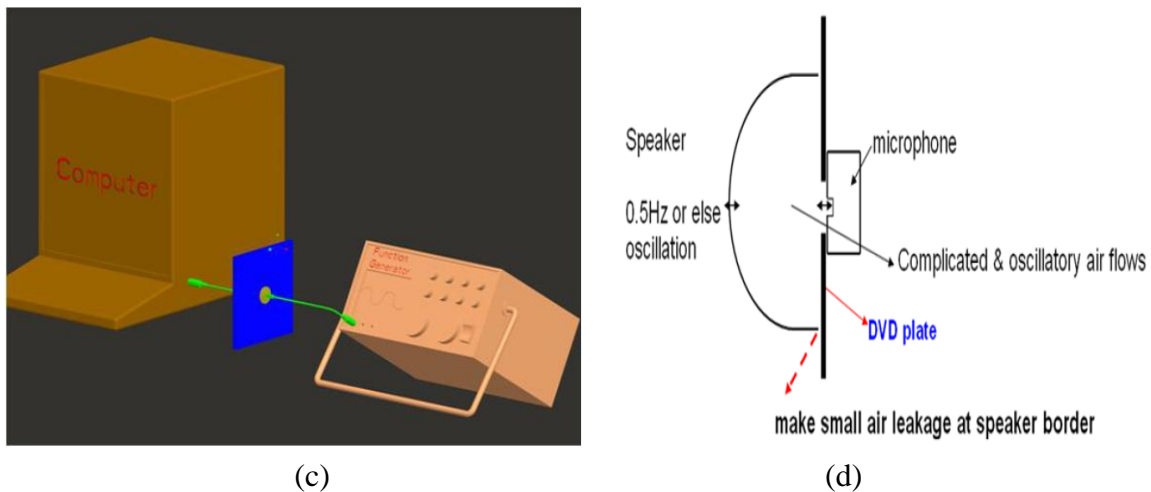 Computer
Function
Generator
(c)
Speaker
0.5Hz or else
oscillation
microphone
Complicated & oscillatory air flows
DVD plate
make small air leakage at speaker border
(d)